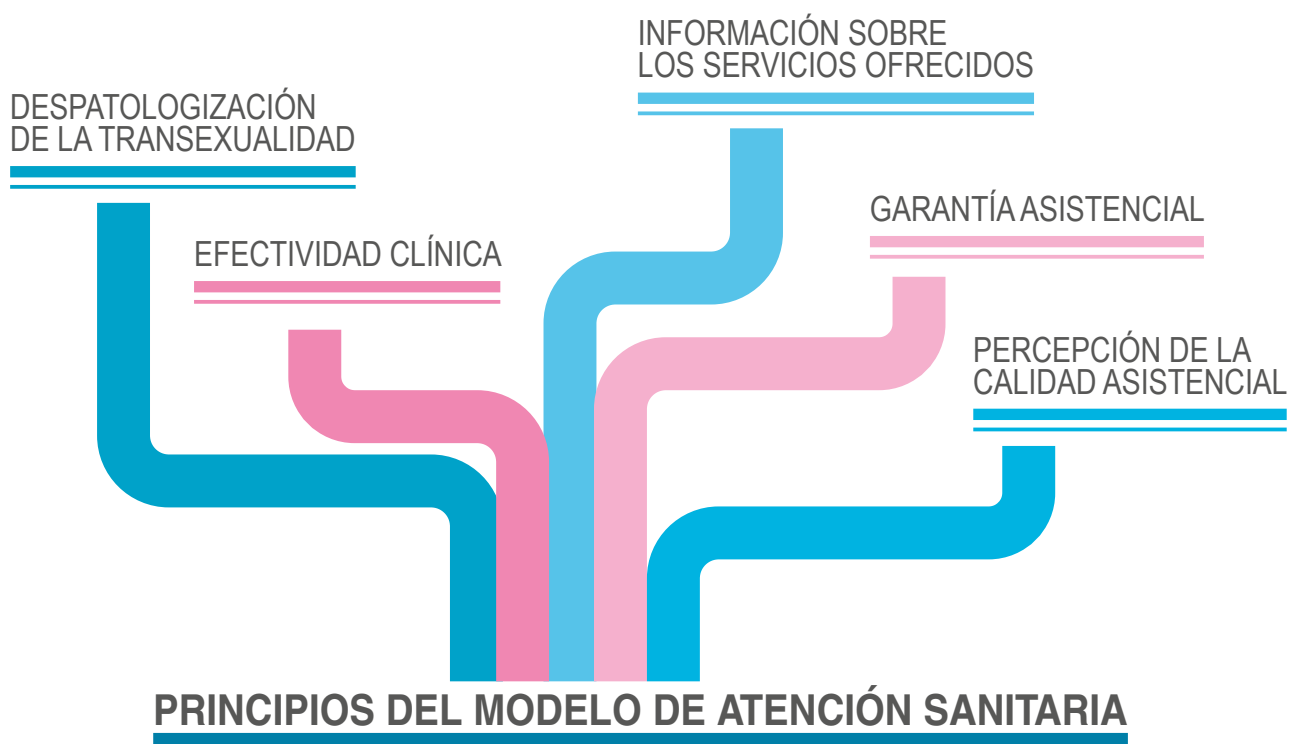 INFORMACIÓN SOBRE
LOS SERVICIOS OFRECIDOS
DESPATOLOGIZACIÓN
DE LA TRANSEXUALIDAD
GARANTÍA ASISTENCIAL
EFECTIVIDAD CLÍNICA
PERCEPCIÓN DE LA
CALIDAD ASISTENCIAL
PRINCIPIOS DEL MODELO DE ATENCIÓN SANITARIA